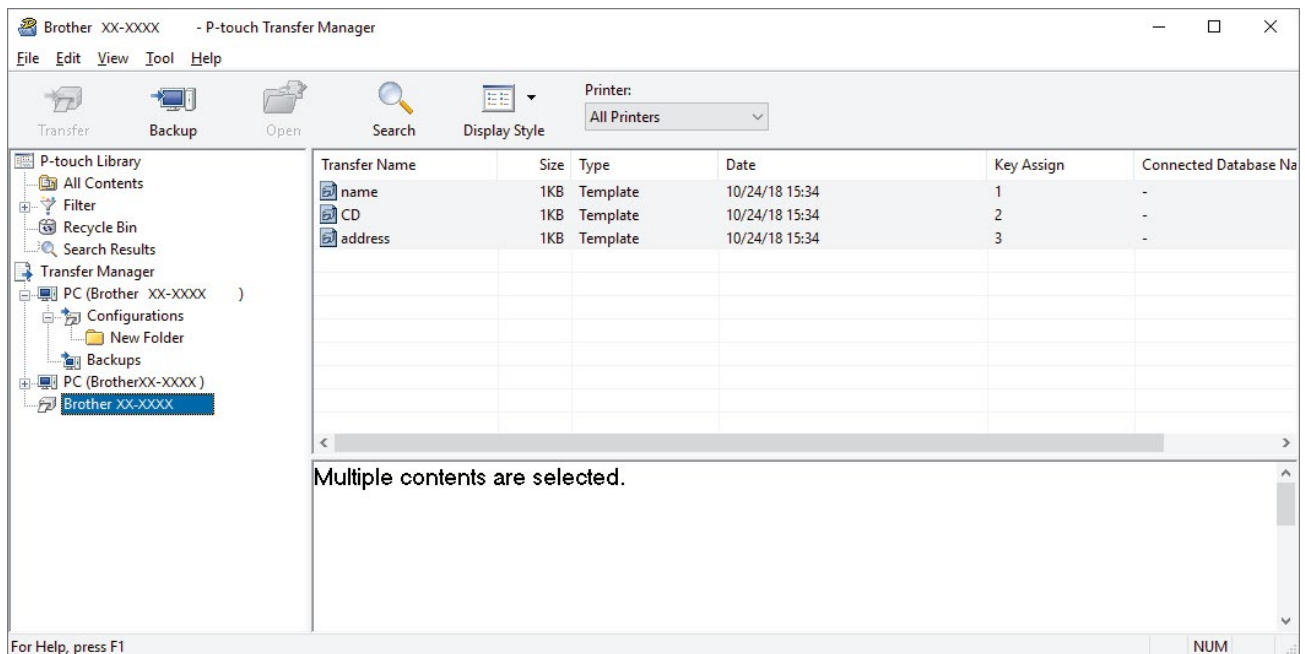 Brother XX-XXXX - P-touch Transfer Manager
File Edit View Tool Help
Transfer Backup Open Search Display Style
Printer:
All Printers
P-touch Library
All Contents
Filter
Recycle Bin
Search Results
Transfer Manager
PC (Brother XX-XXXX )
Configurations
New Folder
Backups
PC (BrotherXX-XXXX )
Brother XX-XXXX
Transfer Name Size Type Date Key Assign Connected Database Na
name 1KB Template 10/24/18 15:34 1 -
CD 1KB Template 10/24/18 15:34 2 -
address 1KB Template 10/24/18 15:34 3 -
Multiple contents are selected.
For Help, press F1 NUM